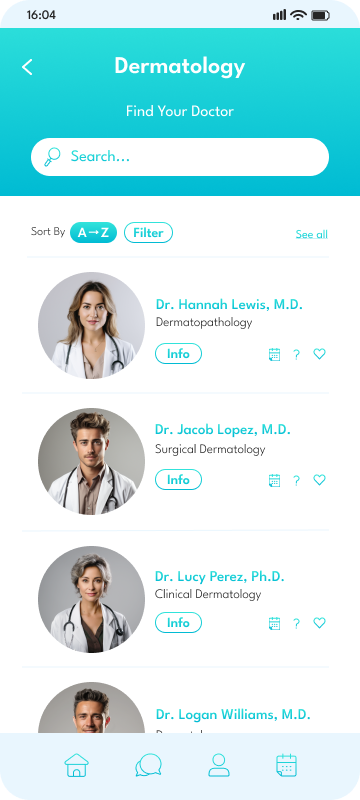 16:04
Dermatology
Find Your Doctor
Search...
Sort By A→Z Filter See all
Dr. Hannah Lewis, M.D.
Dermatopathology
Info ?
Dr. Jacob Lopez, M.D.
Surgical Dermatology
Info ?
Dr. Lucy Perez, Ph.D.
Clinical Dermatology
Info ?
Dr. Logan Williams, M.D.